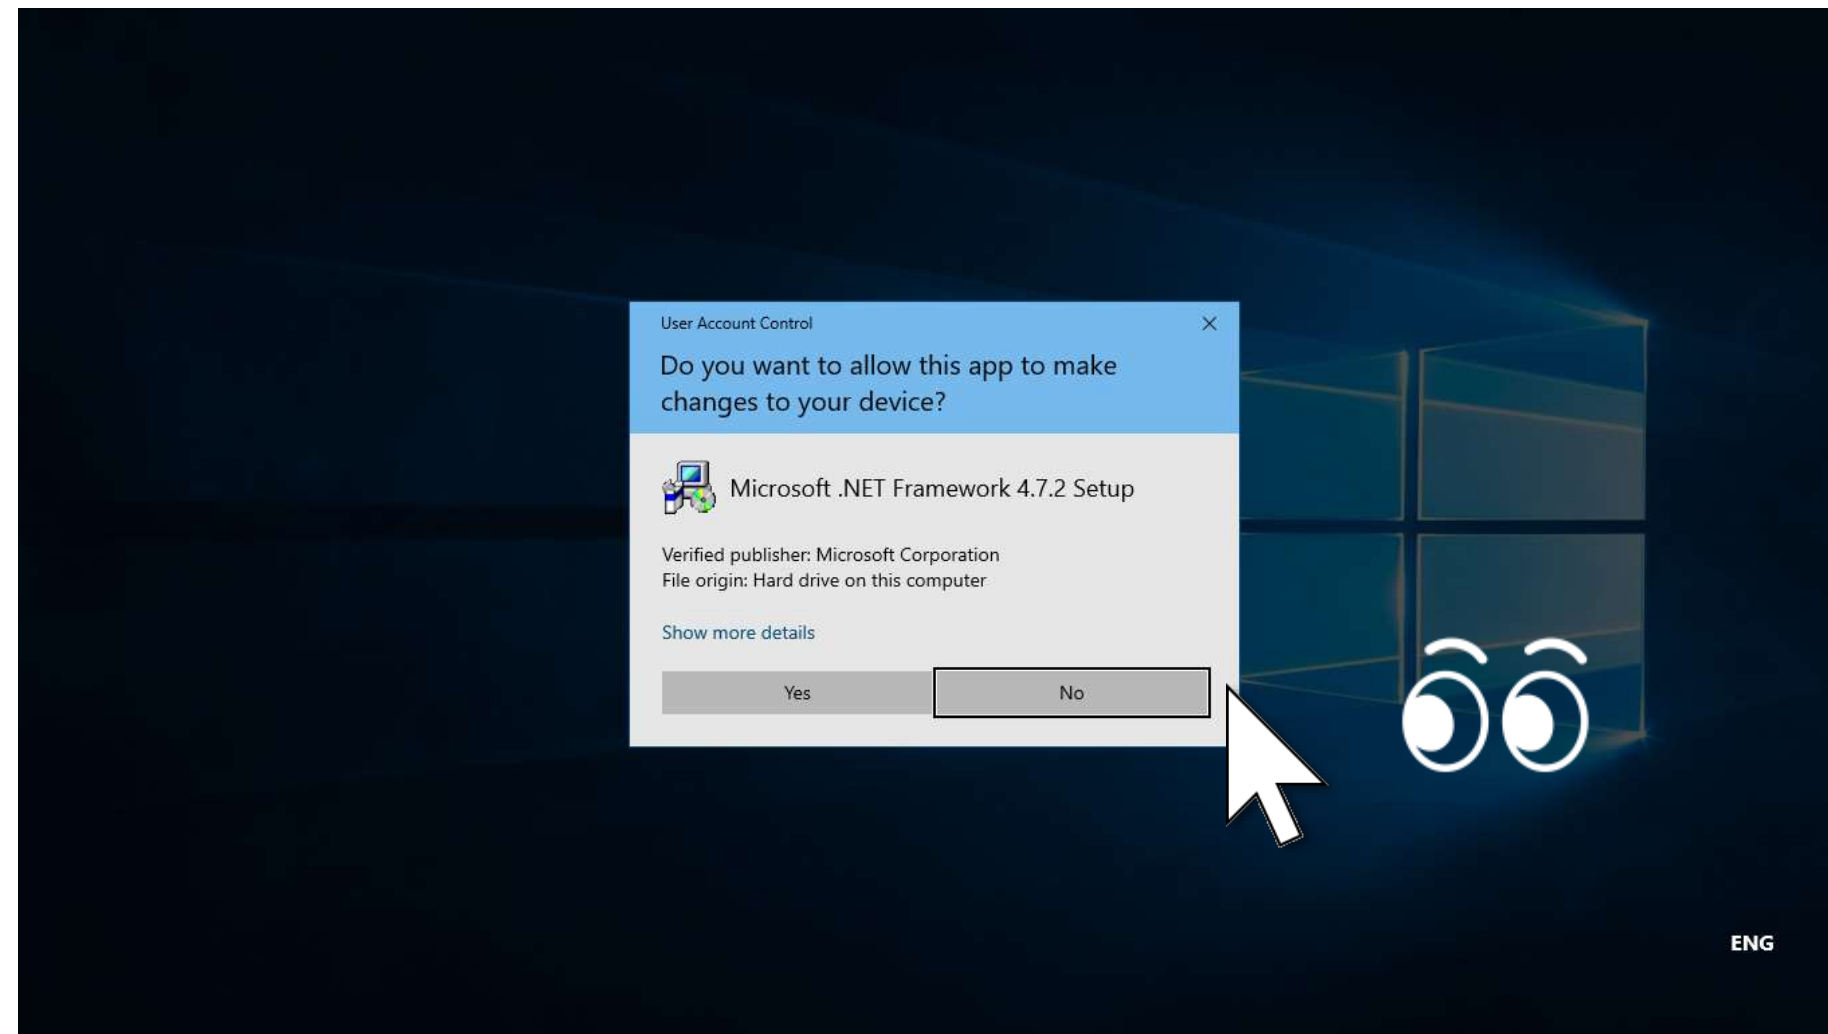 User Account Control
Do you want to allow this app to make
changes to your device?
Microsoft .NET Framework 4.7.2 Setup
Verified publisher: Microsoft Corporation
File origin: Hard drive on this computer
Show more details
Yes
No
ENG